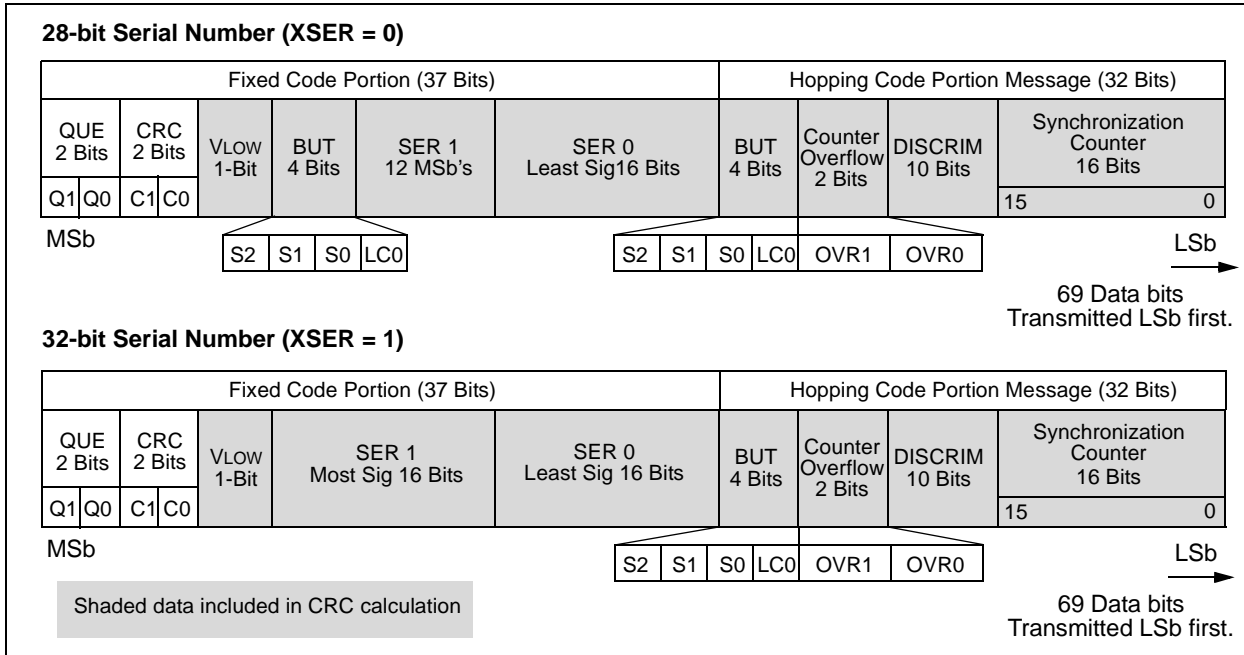 28-bit Serial Number (XSER = 0)
Fixed Code Portion (37 Bits)
Hopping Code Portion Message (32 Bits)
QUE
2 Bits
CRC
2 Bits
VLOW
1-Bit
BUT
4 Bits
SER 1
12 MSb's
SER 0
Least Sig16 Bits
BUT
4 Bits
Counter
Overflow
2 Bits
DISCRIM
10 Bits
Synchronization
Counter
16 Bits
Q1 Q0 C1 C0
15 0
MSb
S2 S1 S0 LC0
S2 S1 S0 LC0 OVR1 OVR0
LSb
69 Data bits
Transmitted LSb first.
32-bit Serial Number (XSER = 1)
Fixed Code Portion (37 Bits)
Hopping Code Portion Message (32 Bits)
QUE
2 Bits
CRC
2 Bits
VLOW
1-Bit
SER 1
Most Sig 16 Bits
SER 0
Least Sig 16 Bits
BUT
4 Bits
Counter
Overflow
2 Bits
DISCRIM
10 Bits
Synchronization
Counter
16 Bits
Q1 Q0 C1 C0
15 0
MSb
S2 S1 S0 LC0 OVR1 OVR0
LSb
Shaded data included in CRC calculation
69 Data bits
Transmitted LSb first.